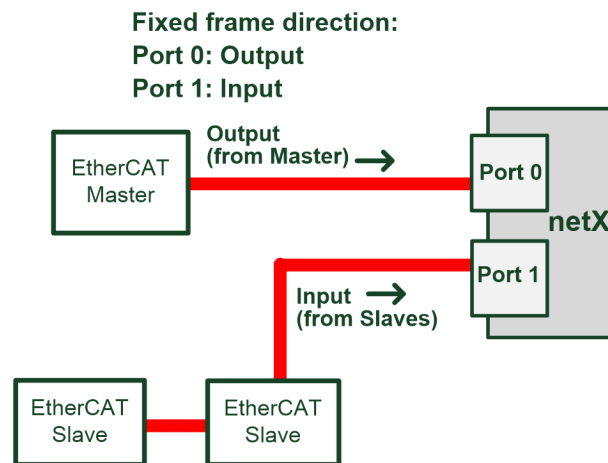 Fixed frame direction:
Port 0: Output
Port 1: Input
Output
(from Master)
EtherCAT
Master
Port 0
netX
Port 1
Input
(from Slaves)
EtherCAT
Slave
EtherCAT
Slave